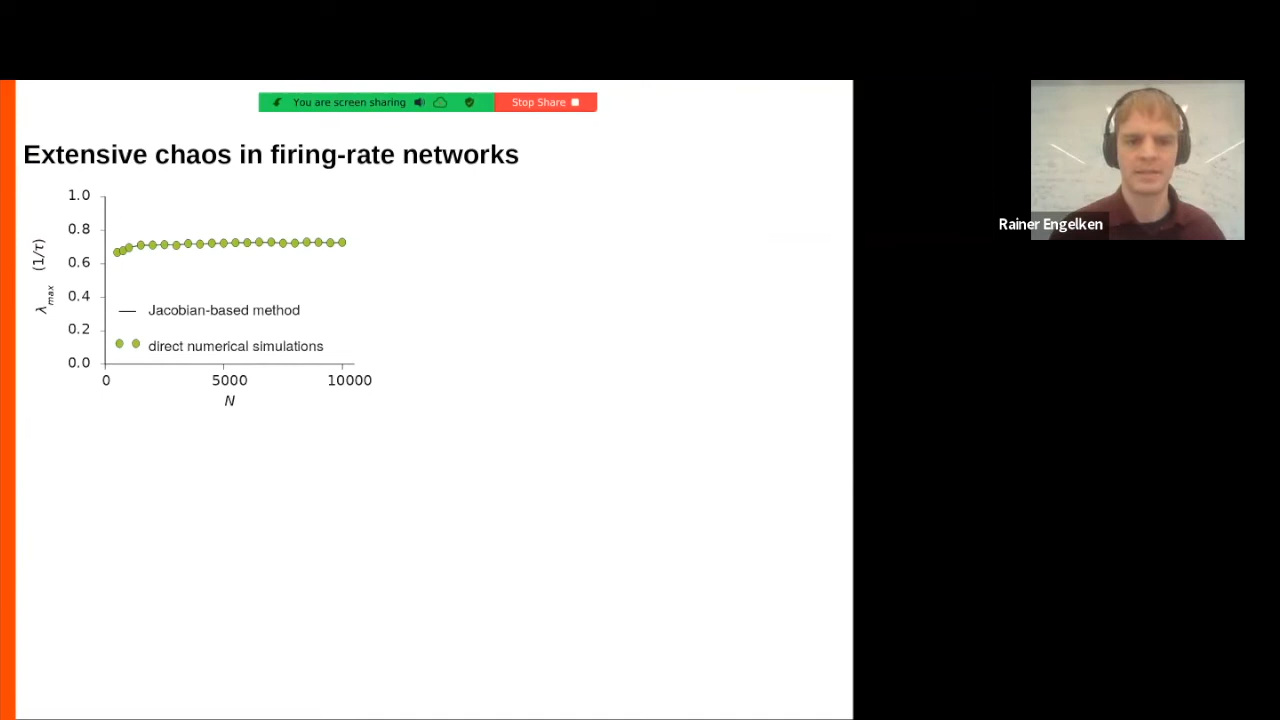 You are screen sharing
Stop Share
Extensive chaos in firing-rate networks
1.0
0.8
0.6
0.4
0.2
0.0
λmax (1/τ)
Jacobian-based method
direct numerical simulations
0 5000 10000
N
Rainer Engelken